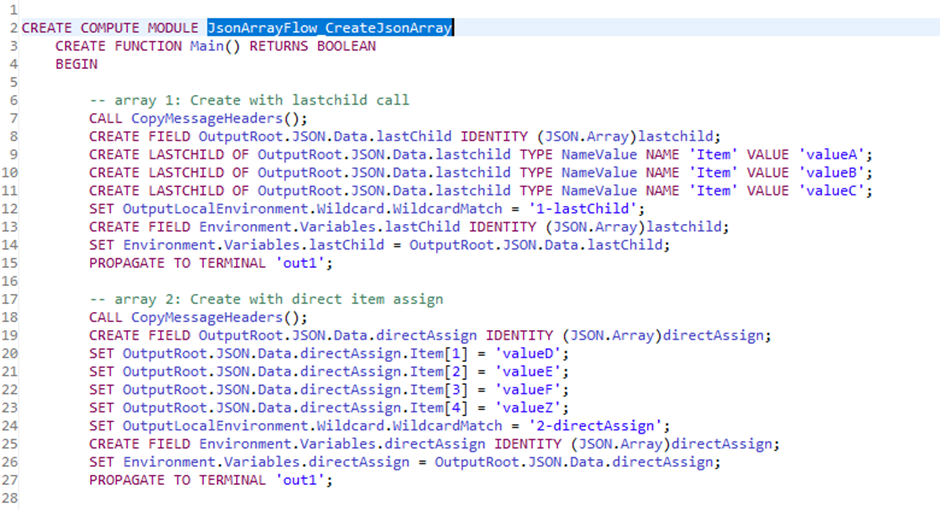 1
2 CREATE COMPUTE MODULE JsonArrayFlow_CreateJsonArray
3 CREATE FUNCTION Main() RETURNS BOOLEAN
4 BEGIN
5
6 -- array 1: Create with lastchild call
7 CALL CopyMessageHeaders();
8 CREATE FIELD OutputRoot.JSON.Data.lastChild IDENTITY (JSON.Array)lastchild;
9 CREATE LASTCHILD OF OutputRoot.JSON.Data.lastchild TYPE NameValue NAME 'Item' VALUE 'valueA';
10 CREATE LASTCHILD OF OutputRoot.JSON.Data.lastchild TYPE NameValue NAME 'Item' VALUE 'valueB';
11 CREATE LASTCHILD OF OutputRoot.JSON.Data.lastchild TYPE NameValue NAME 'Item' VALUE 'valueC';
12 SET OutputLocalEnvironment.Wildcard.WildcardMatch = '1-lastChild';
13 CREATE FIELD Environment.Variables.lastChild IDENTITY (JSON.Array)lastchild;
14 SET Environment.Variables.lastChild = OutputRoot.JSON.Data.lastChild;
15 PROPAGATE TO TERMINAL 'out1';
16
17 -- array 2: Create with direct item assign
18 CALL CopyMessageHeaders();
19 CREATE FIELD OutputRoot.JSON.Data.directAssign IDENTITY (JSON.Array)directAssign;
20 SET OutputRoot.JSON.Data.directAssign.Item[1] = 'valueD';
21 SET OutputRoot.JSON.Data.directAssign.Item[2] = 'valueE';
22 SET OutputRoot.JSON.Data.directAssign.Item[3] = 'valueF';
23 SET OutputRoot.JSON.Data.directAssign.Item[4] = 'valueZ';
24 SET OutputLocalEnvironment.Wildcard.WildcardMatch = '2-directAssign';
25 CREATE FIELD Environment.Variables.directAssign IDENTITY (JSON.Array)directAssign;
26 SET Environment.Variables.directAssign = OutputRoot.JSON.Data.directAssign;
27 PROPAGATE TO TERMINAL 'out1';
28